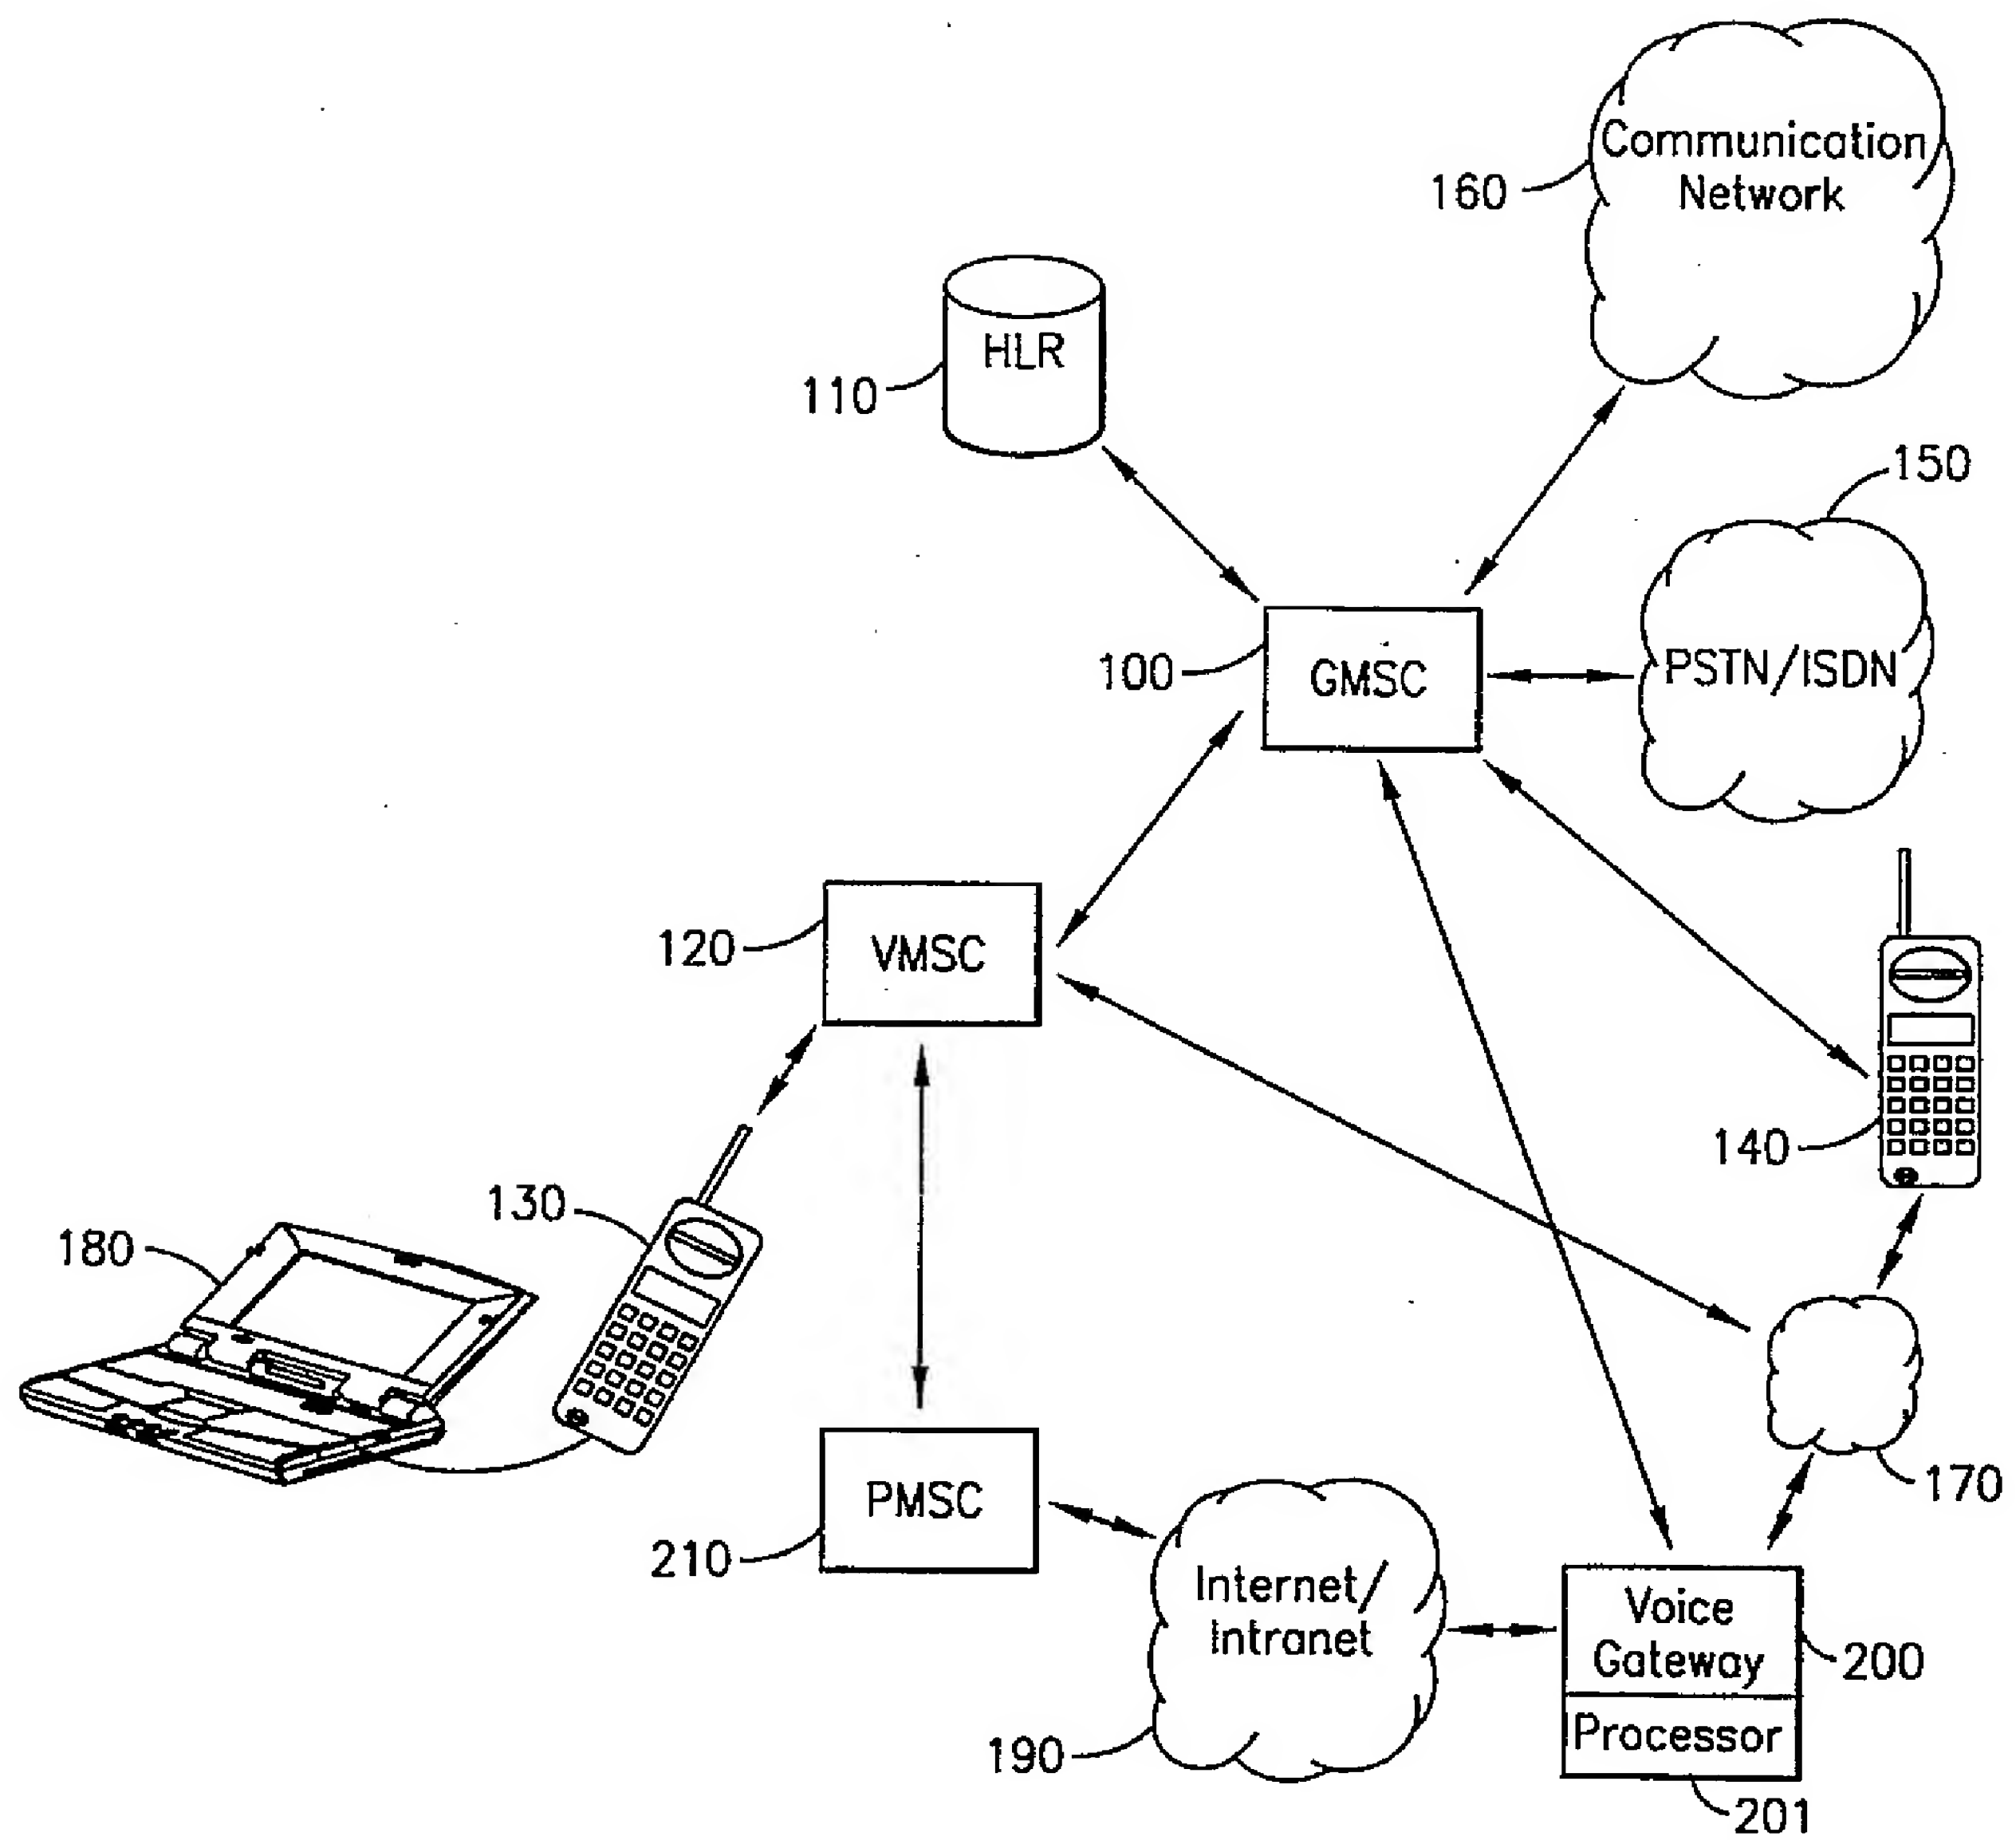 Communication
Network
160
HLR
110
150
PSTN/ISDN
100
GMSC
120
VMSC
140
130
180
170
PMSC
210
Internet/
Intranet
190
Voice
Gateway
200
Processor
201